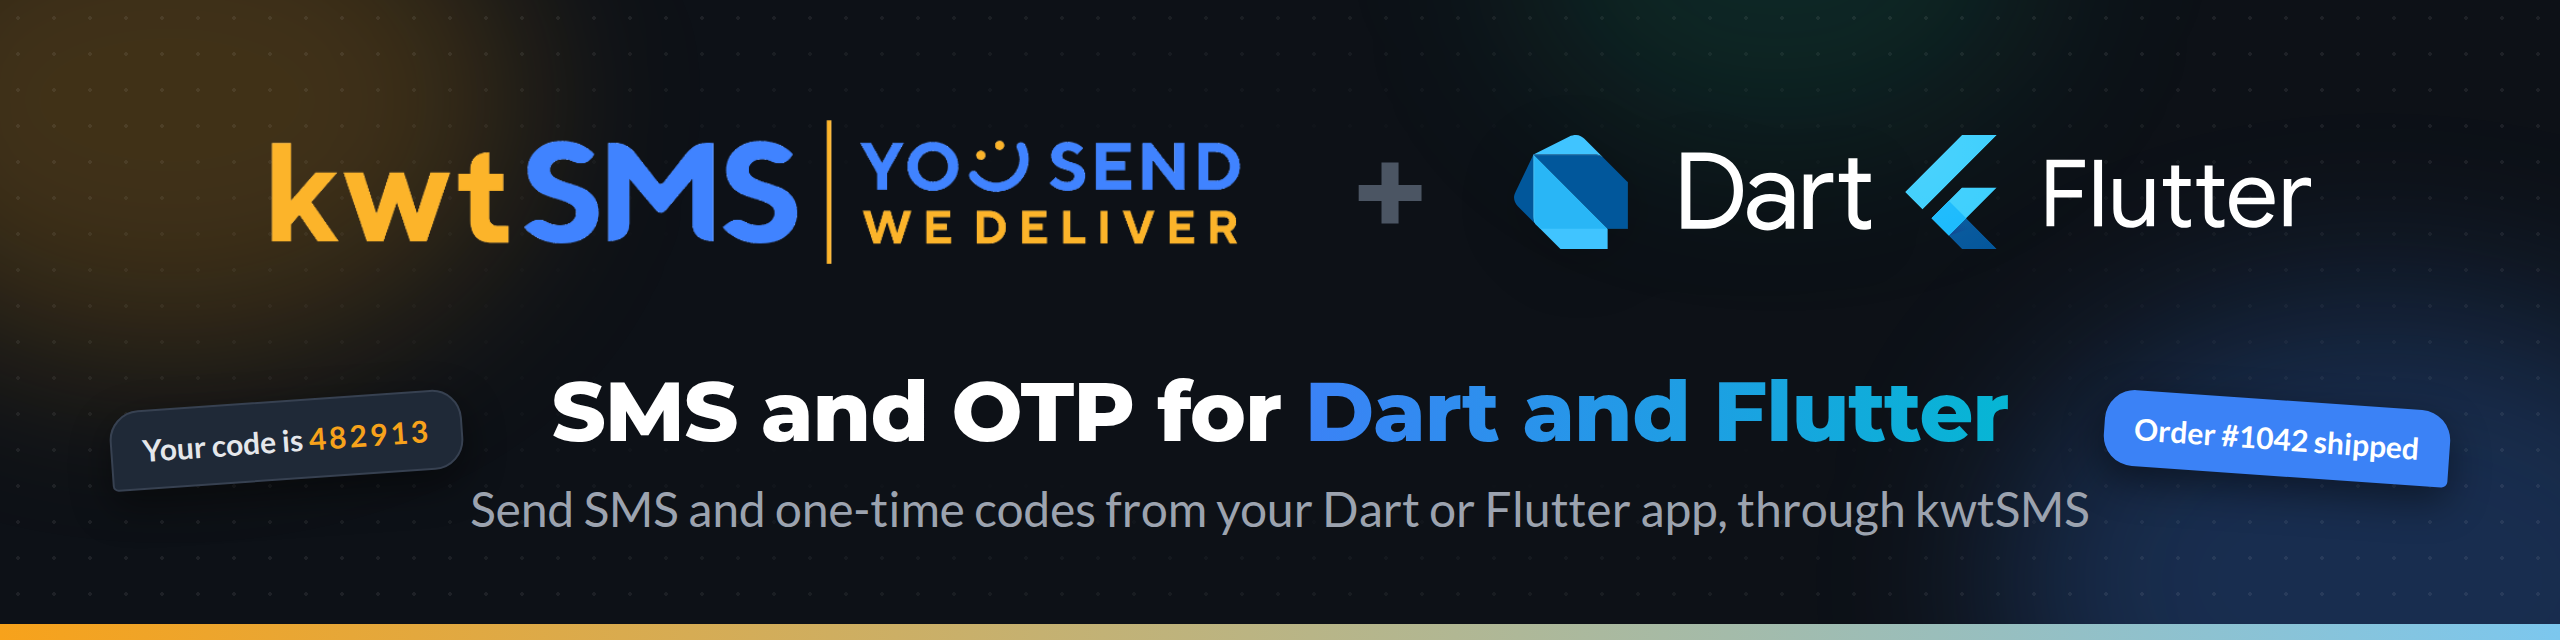 kwtSMS
YOU SEND
WE DELIVER
+
Dart
Flutter
SMS and OTP for Dart and Flutter
Your code is 482913
Order #1042 shipped
Send SMS and one-time codes from your Dart or Flutter app, through kwtSMS